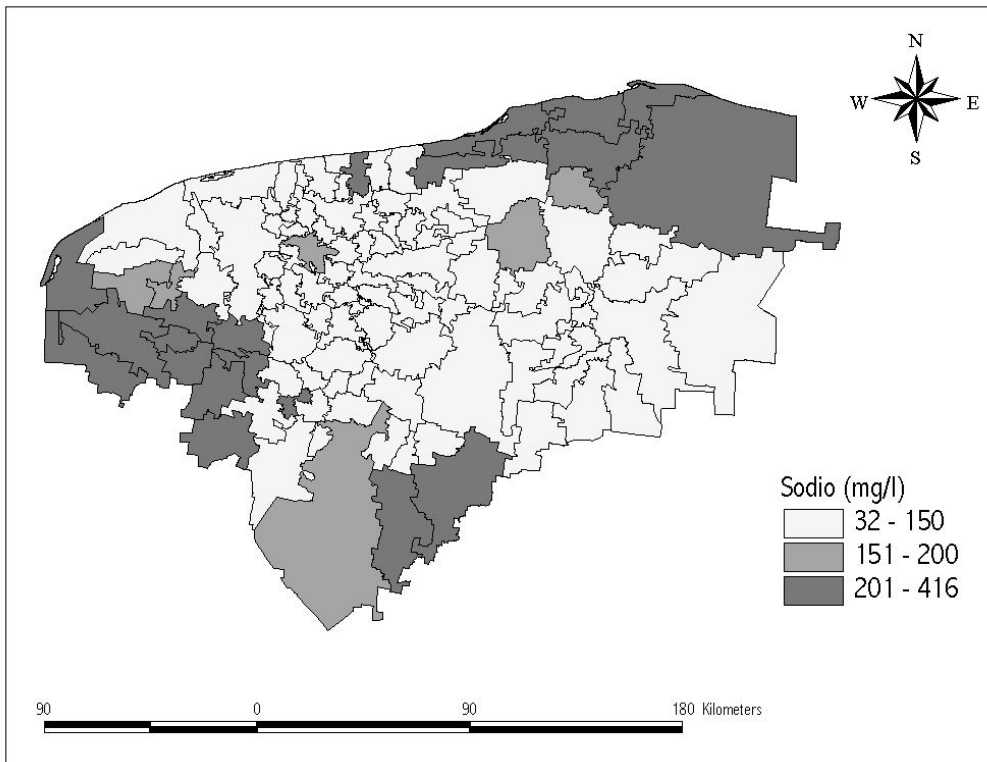 N
W E
S
Sodio (mg/l)
32 - 150
151 - 200
201 - 416
90 0 90 180 Kilometers